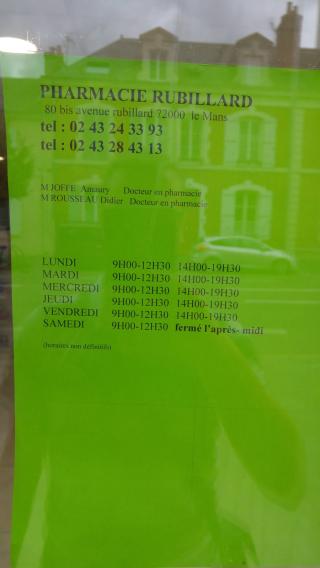 PHARMACIE RUBILLARD
80 bis avenue rubillard 72000 le Mans
tel : 02 43 24 33 93
tel : 02 43 28 43 13
M JOFFE Amaury Docteur en pharmacie
M ROUSSEAU Didier Docteur en pharmacie
LUNDI 9H00-12H30 14H00-19H30
MARDI 9H00-12H30 14H00-19H30
MERCREDI 9H00-12H30 14H00-19H30
JEUDI 9H00-12H30 14H00-19H30
VENDREDI 9H00-12H30 14H00-19H30
SAMEDI 9H00-12H30 fermé l'après- midi
(horaires non définitifs)